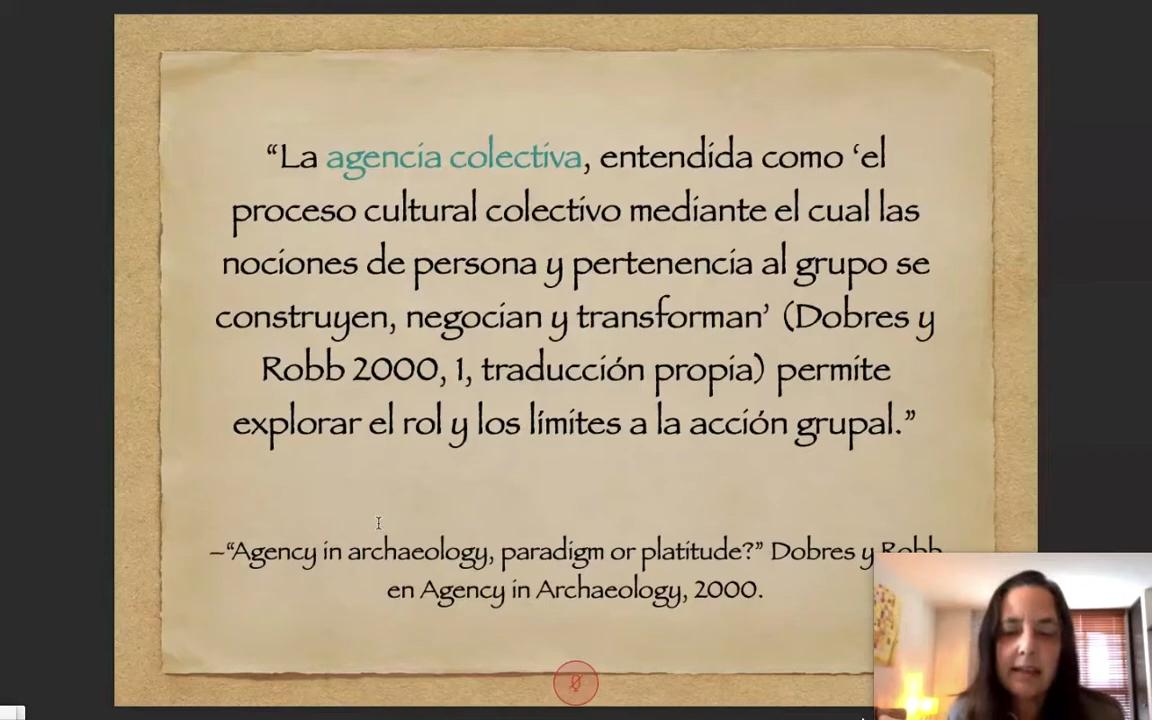 “La agencia colectiva, entendida como ‘el
proceso cultural colectivo mediante el cual las
nociones de persona y pertenencia al grupo se
construyen, negocian y transforman’ (Dobres y
Robb 2000, 1, traducción propia) permite
explorar el rol y los límites a la acción grupal.”
–“Agency in archaeology, paradigm or platitude?” Dobres y Robb
en Agency in Archaeology, 2000.